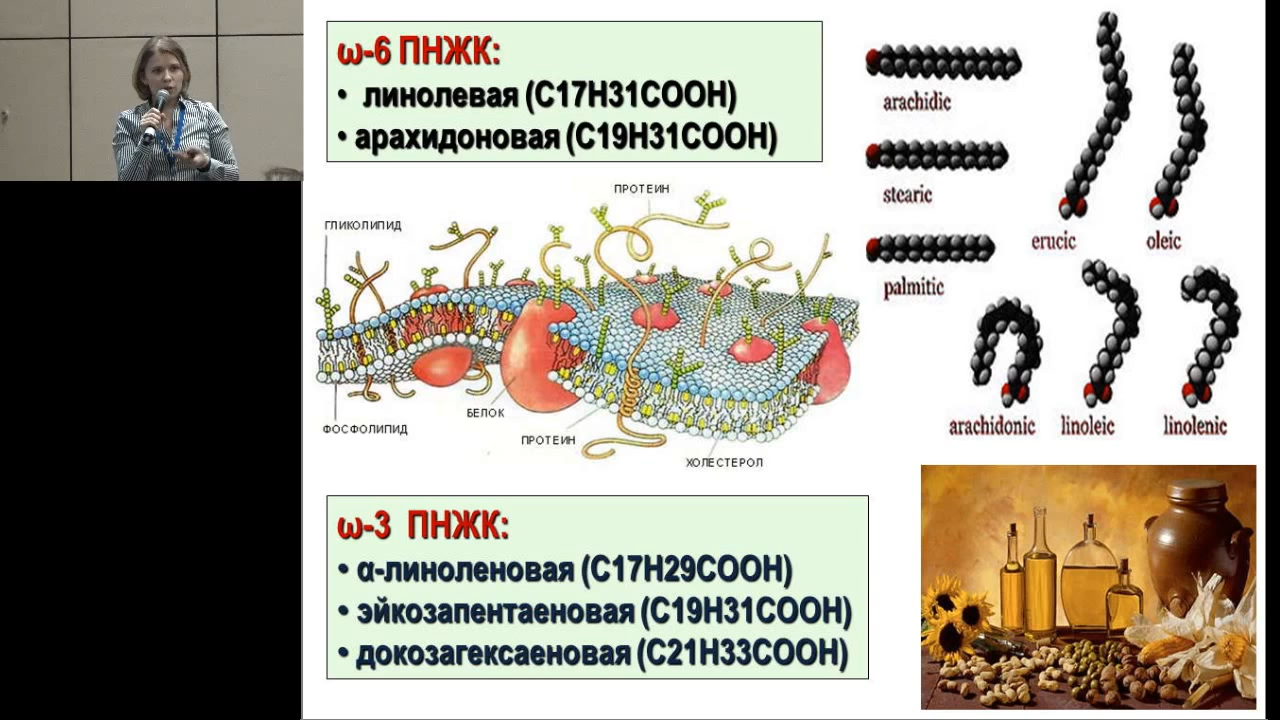 ω-6 ПНЖК:
• линолевая (C17H31COOH)
• арахидоновая (C19H31COOH)
ПРОТЕИН
ГЛИКОЛИПИД
БЕЛОК
ФОСФОЛИПИД
ПРОТЕИН
ХОЛЕСТЕРОЛ
arachidic
stearic
palmitic
erucic
oleic
arachidonic
linoleic
linolenic
ω-3 ПНЖК:
• α-линоленовая (C17H29COOH)
• эйкозапентаеновая (C19H31COOH)
• докозагексаеновая (C21H33COOH)